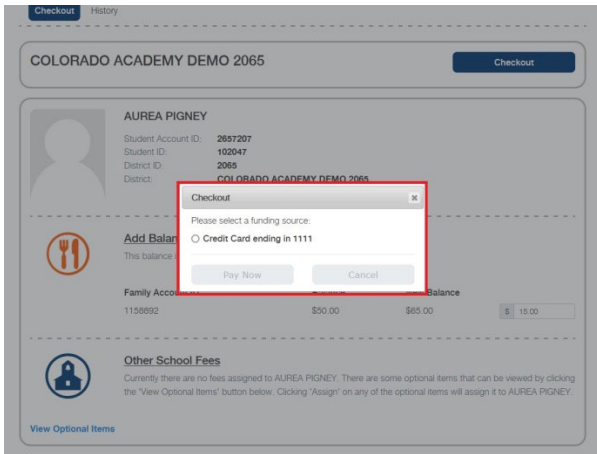 Checkout History
COLORADO ACADEMY DEMO 2065
Checkout
AUREA PIGNEY
Student Account ID: 2657207
Student ID: 102047
District ID: 2065
District: COLORADO ACADEMY DEMO 2065
Checkout
Please select a funding source:
Credit Card ending in 1111
Pay Now Cancel
Add Balan
This balance
Family Account ID Balance
1158692 $50.00 $65.00 $ 15.00
Other School Fees
Currently there are no fees assigned to AUREA PIGNEY. There are some optional items that can be viewed by clicking
the "View Optional Items" button below. Clicking "Assign" on any of the optional items will assign it to AUREA PIGNEY.
View Optional Items